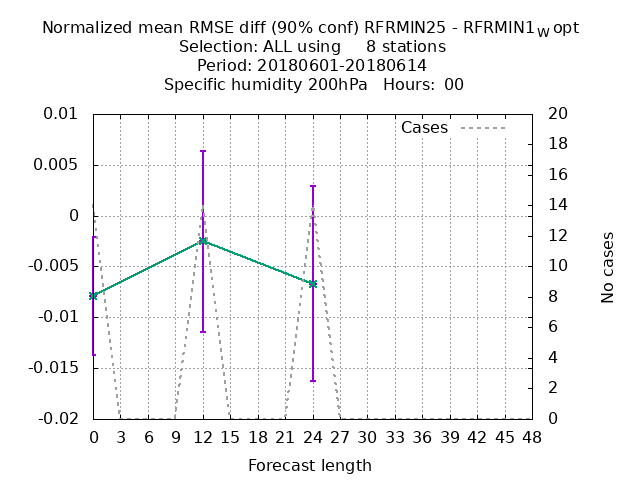 Normalized mean RMSE diff (90% conf) RFRMIN25 - RFRMIN1w opt
Selection: ALL using     8 stations
Period: 20180601-20180614
Specific humidity 200hPa   Hours:  00
Cases
0.01
0.005
0
-0.005
-0.01
-0.015
-0.02
20
18
16
14
12
10
8
6
4
2
0
No cases
0 3 6 9 12 15 18 21 24 27 30 33 36 39 42 45 48
Forecast length